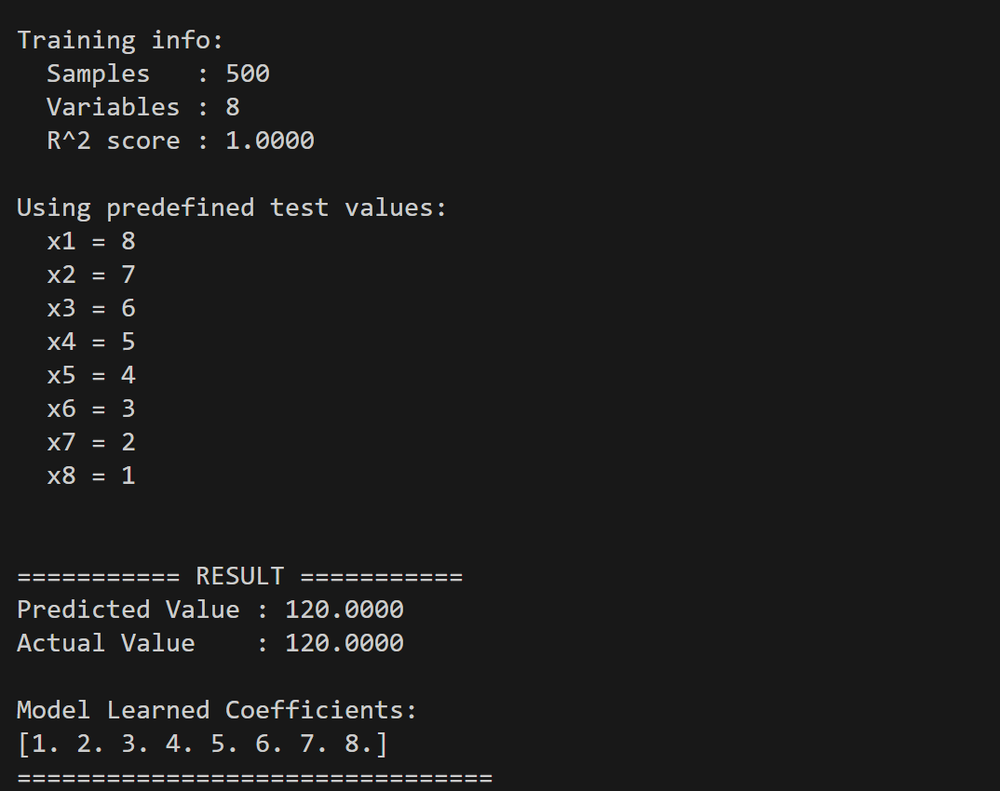 Training info:
  Samples   : 500
  Variables : 8
  R^2 score : 1.0000
Using predefined test values:
  x1 = 8
  x2 = 7
  x3 = 6
  x4 = 5
  x5 = 4
  x6 = 3
  x7 = 2
  x8 = 1
=========== RESULT ===========
Predicted Value : 120.0000
Actual Value    : 120.0000
Model Learned Coefficients:
[1. 2. 3. 4. 5. 6. 7. 8.]
================================